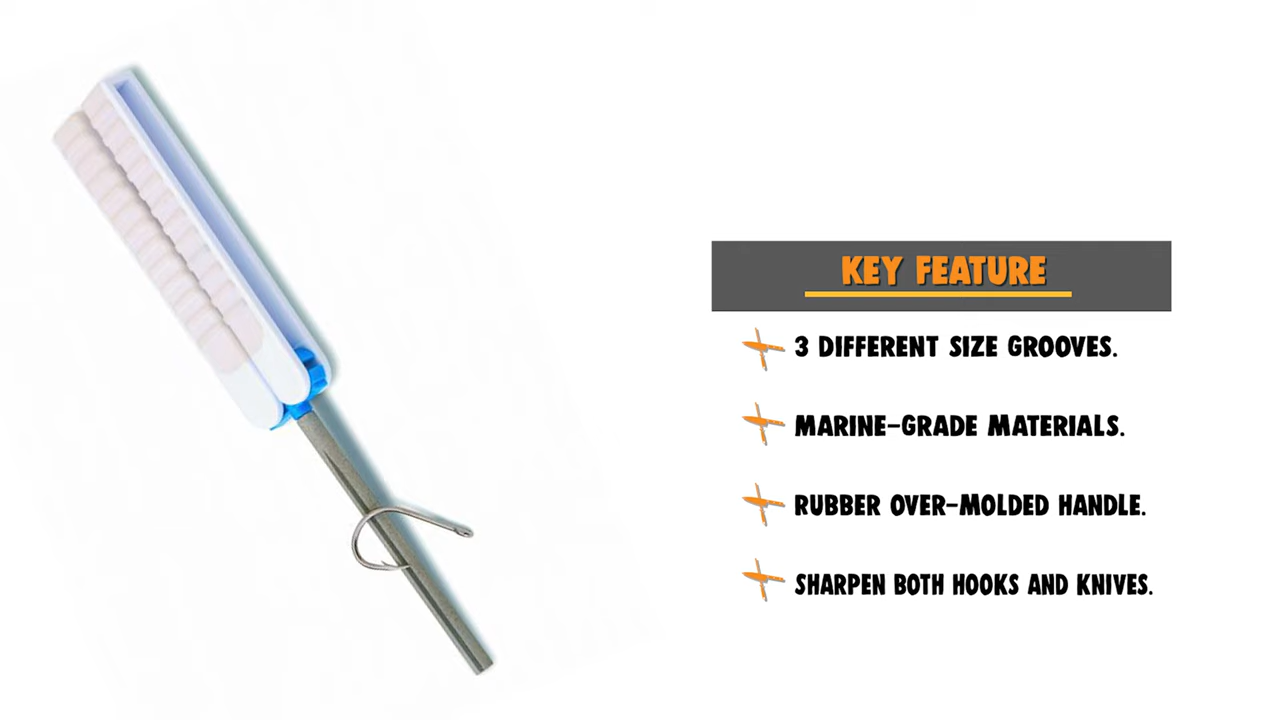 KEY FEATURE
3 DIFFERENT SIZE GROOVES.
MARINE-GRADE MATERIALS.
RUBBER OVER-MOLDED HANDLE.
SHARPEN BOTH HOOKS AND KNIVES.